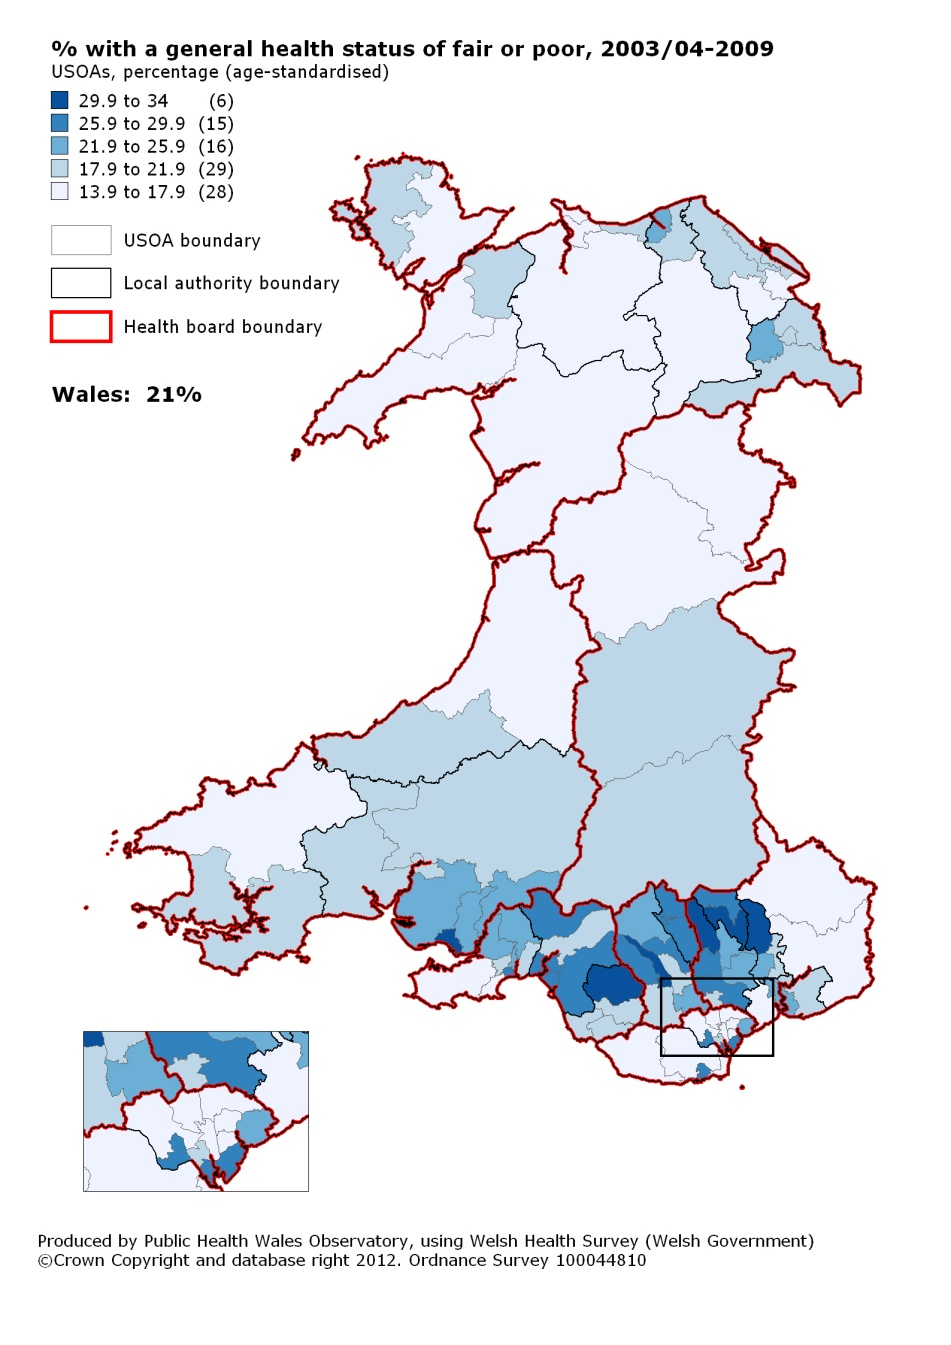 % with a general health status of fair or poor, 2003/04-2009
USOAs, percentage (age-standardised)
29.9 to 34 (6)
25.9 to 29.9 (15)
21.9 to 25.9 (16)
17.9 to 21.9 (29)
13.9 to 17.9 (28)
USOA boundary
Local authority boundary
Health board boundary
Wales: 21%
Produced by Public Health Wales Observatory, using Welsh Health Survey (Welsh Government)
©Crown Copyright and database right 2012. Ordnance Survey 100044810